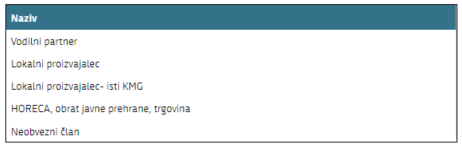 Naziv
Vodilni partner
Lokalni proizvajalec
Lokalni proizvajalec- isti KMG
HORECA, obrat javne prehrane, trgovina
Neobvezni član